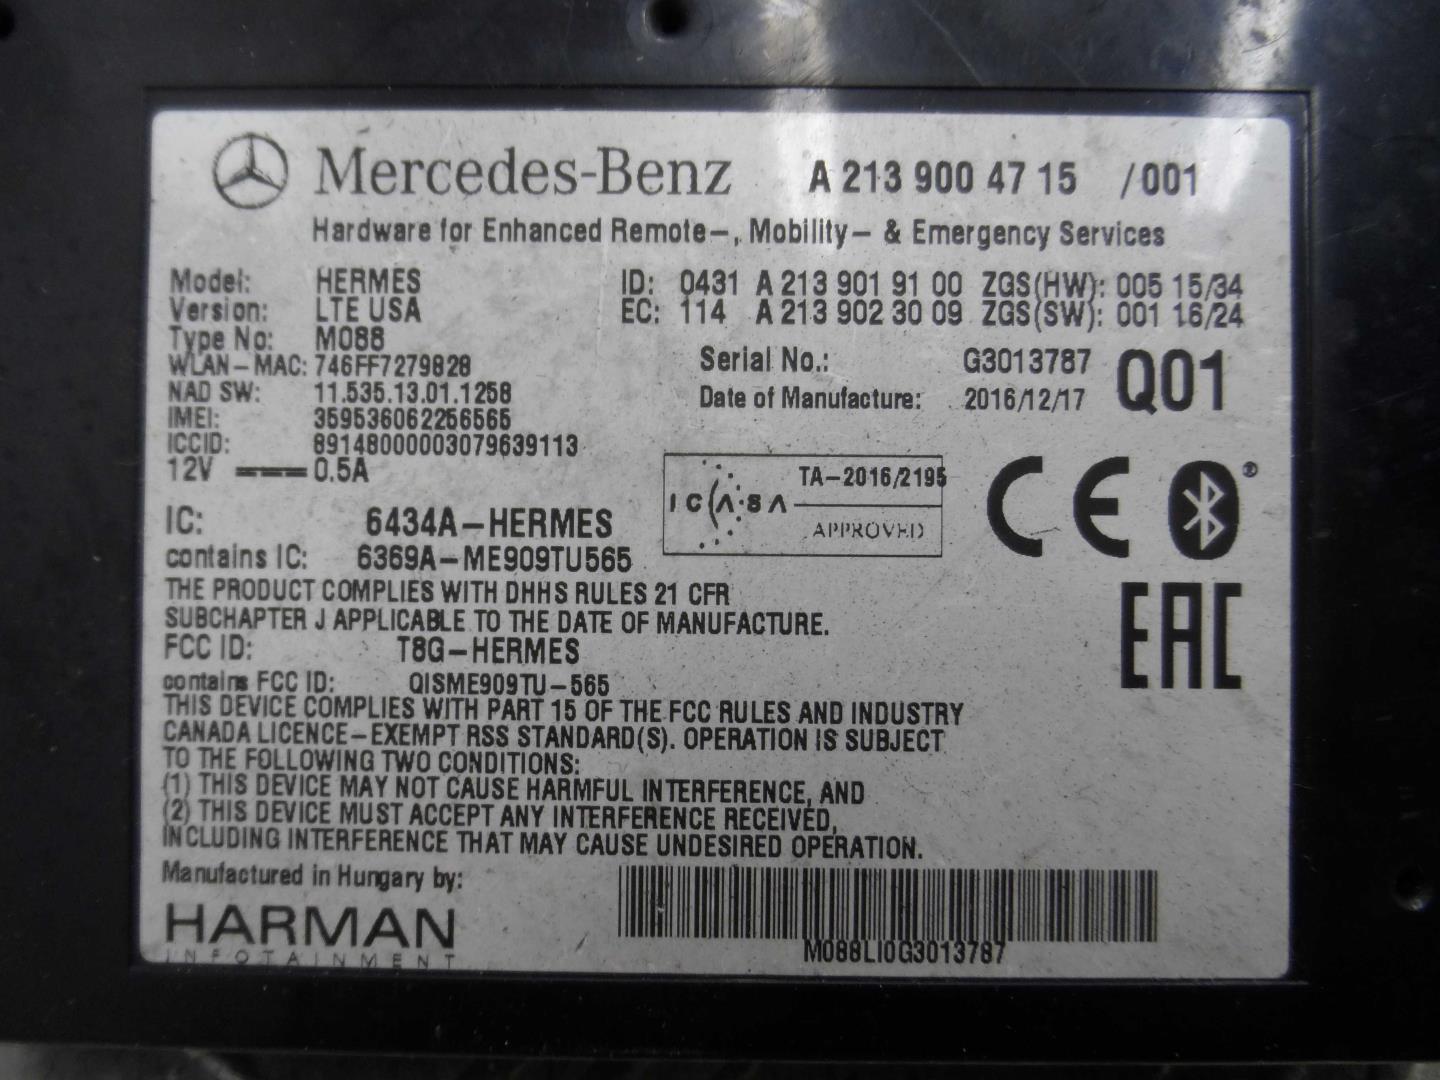 Mercedes-Benz A 213 900 47 15 /001
Hardware for Enhanced Remote-, Mobility- & Emergency Services
Model: HERMES ID: 0431 A 213 901 91 00 ZGS(HW): 005 15/34
Version: LTE USA EC: 114 A 213 902 30 09 ZGS(SW): 001 16/24
Type No: M088
WLAN-MAC: 746FF7279828 Serial No.: G3013787 Q01
NAD SW: 11.535.13.01.1258 Date of Manufacture: 2016/12/17
IMEI: 359536062256565
ICCID: 89148000003079639113
12V 0.5A
ICASA TA-2016/2195
APPROVED
CE
IC: 6434A-HERMES
contains IC: 6369A-ME909TU565
THE PRODUCT COMPLIES WITH DHHS RULES 21 CFR
SUBCHAPTER J APPLICABLE TO THE DATE OF MANUFACTURE.
EAC
FCC ID: T8G-HERMES
contains FCC ID: QISME909TU-565
THIS DEVICE COMPLIES WITH PART 15 OF THE FCC RULES AND INDUSTRY
CANADA LICENCE-EXEMPT RSS STANDARD(S). OPERATION IS SUBJECT
TO THE FOLLOWING TWO CONDITIONS:
(1) THIS DEVICE MAY NOT CAUSE HARMFUL INTERFERENCE, AND
(2) THIS DEVICE MUST ACCEPT ANY INTERFERENCE RECEIVED,
INCLUDING INTERFERENCE THAT MAY CAUSE UNDESIRED OPERATION.
Manufactured in Hungary by:
HARMAN
INFOTAINMENT
M088LI0G3013787